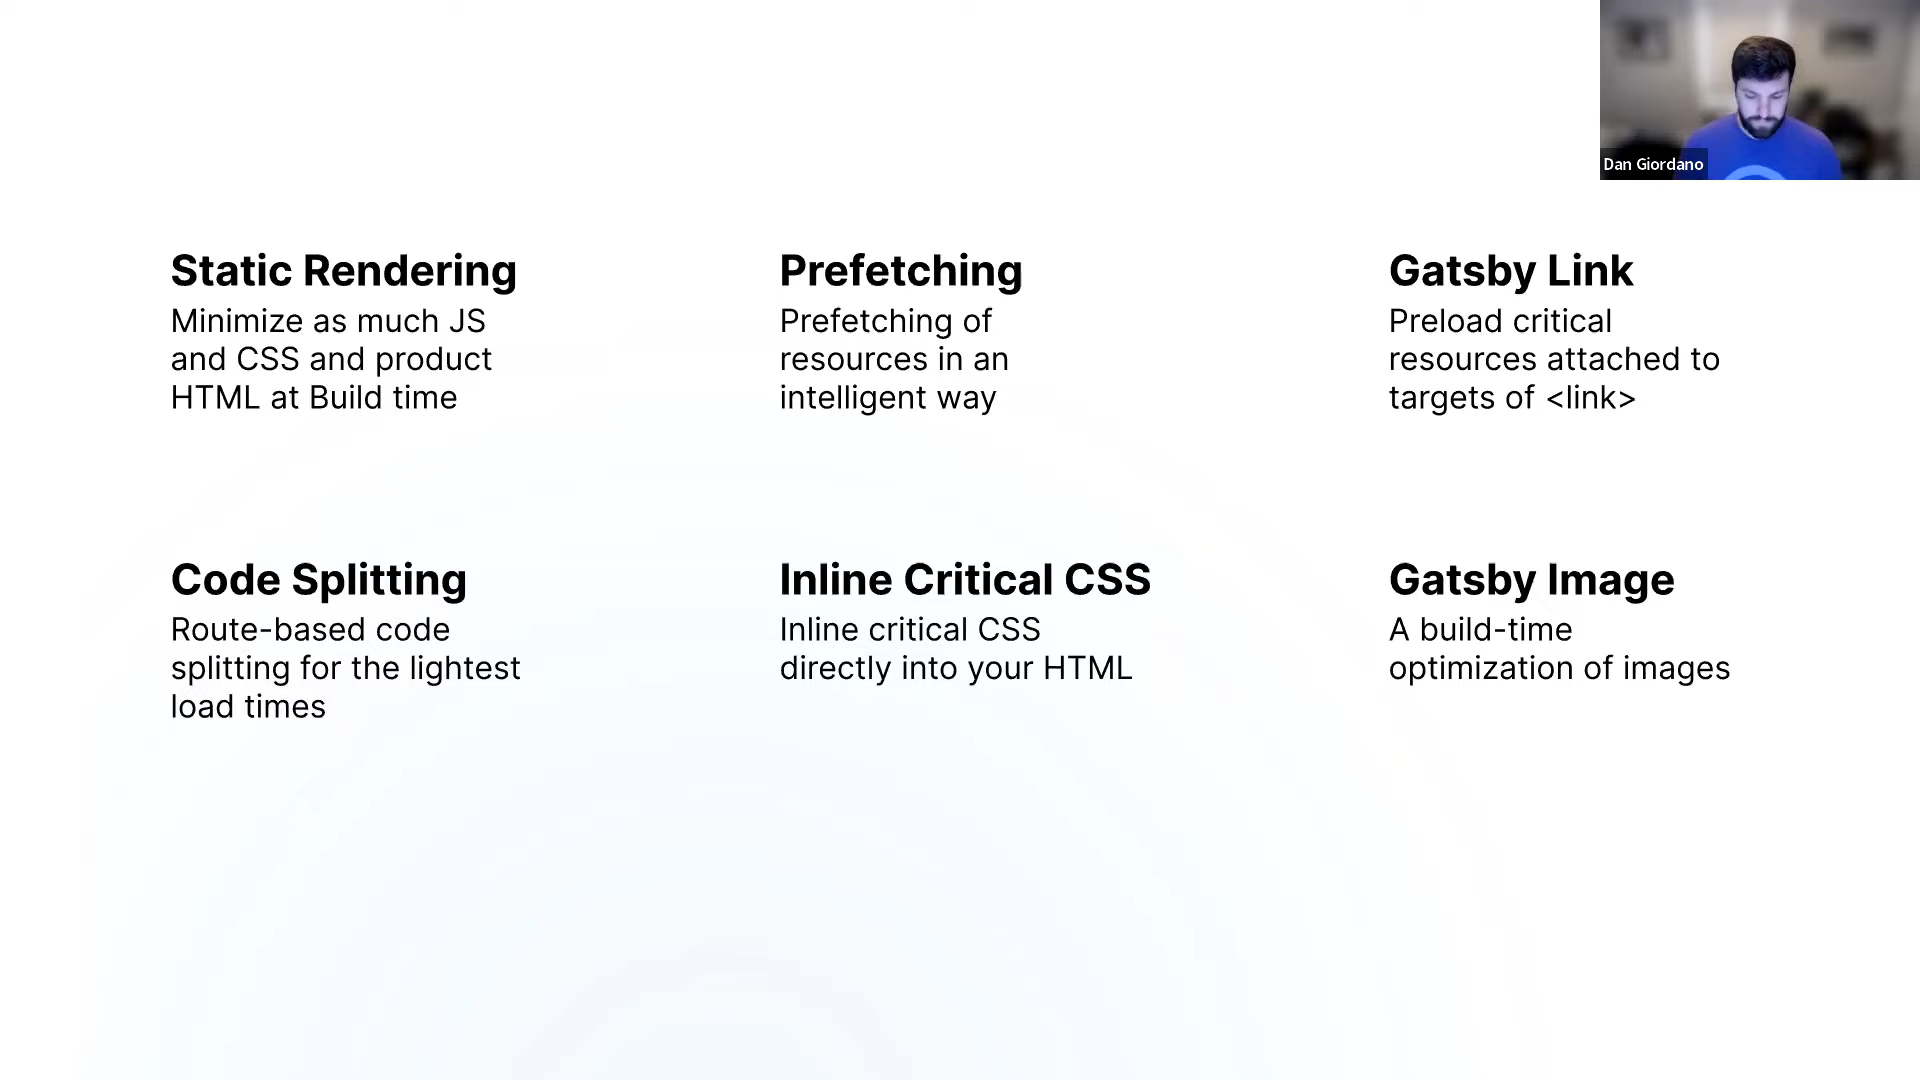 Dan Giordano
Static Rendering
Minimize as much JS
and CSS and product
HTML at Build time
Prefetching
Prefetching of
resources in an
intelligent way
Gatsby Link
Preload critical
resources attached to
targets of <link>
Code Splitting
Route-based code
splitting for the lightest
load times
Inline Critical CSS
Inline critical CSS
directly into your HTML
Gatsby Image
A build-time
optimization of images